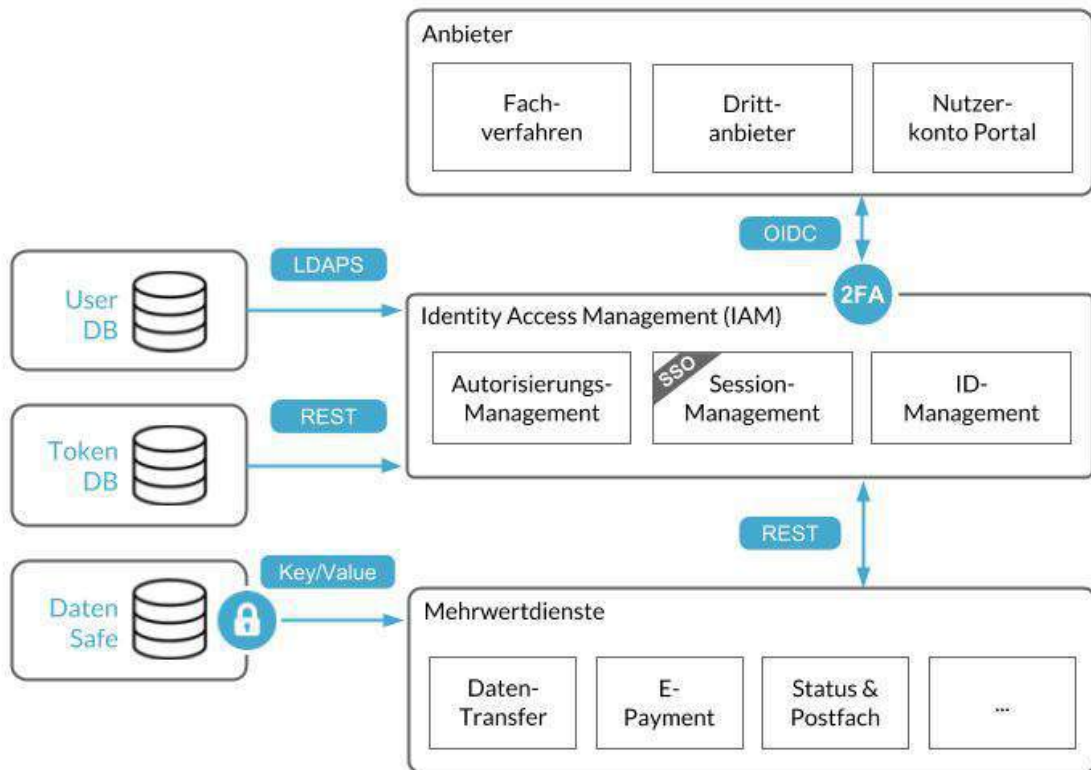 Anbieter
Fach-
verfahren
Dritt-
anbieter
Nutzer-
konto Portal
OIDC
2FA
LDAPS
User
DB
Identity Access Management (IAM)
Autorisierungs-
Management
SSO
Session-
Management
ID-
Management
REST
Token
DB
REST
Key/Value
Daten
Safe
Mehrwertdienste
Daten-
Transfer
E-
Payment
Status &
Postfach
...